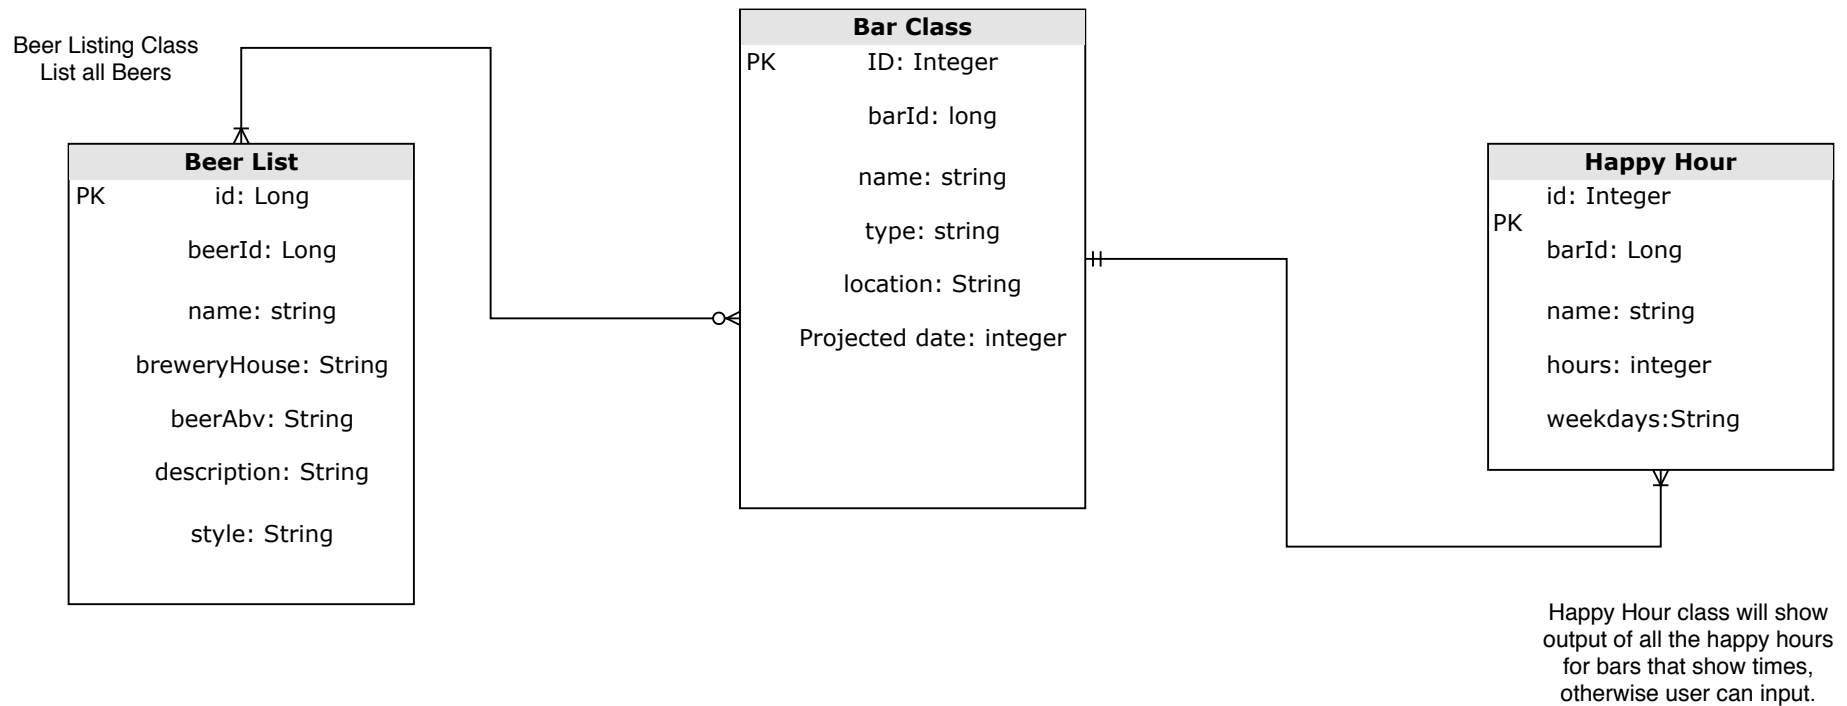 Beer Listing Class
List all Beers
Beer List
PK id: Long
beerId: Long
name: string
breweryHouse: String
beerAbv: String
description: String
style: String
Bar Class
PK ID: Integer
barId: long
name: string
type: string
location: String
Projected date: integer
Happy Hour
id: Integer
PK
barId: Long
name: string
hours: integer
weekdays:String
Happy Hour class will show
output of all the happy hours
for bars that show times,
otherwise user can input.